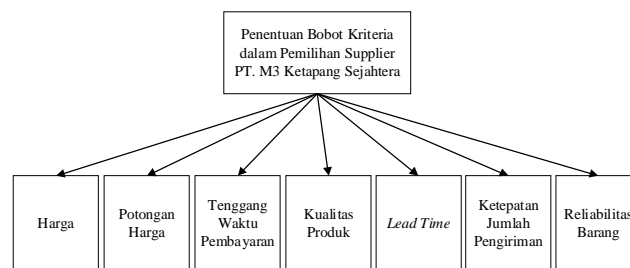 Penentuan Bobot Kriteria
dalam Pemilihan Supplier
PT. M3 Ketapang Sejahtera
Harga
Potongan
Harga
Tenggang
Waktu
Pembayaran
Kualitas
Produk
Lead Time
Ketepatan
Jumlah
Pengiriman
Reliabilitas
Barang